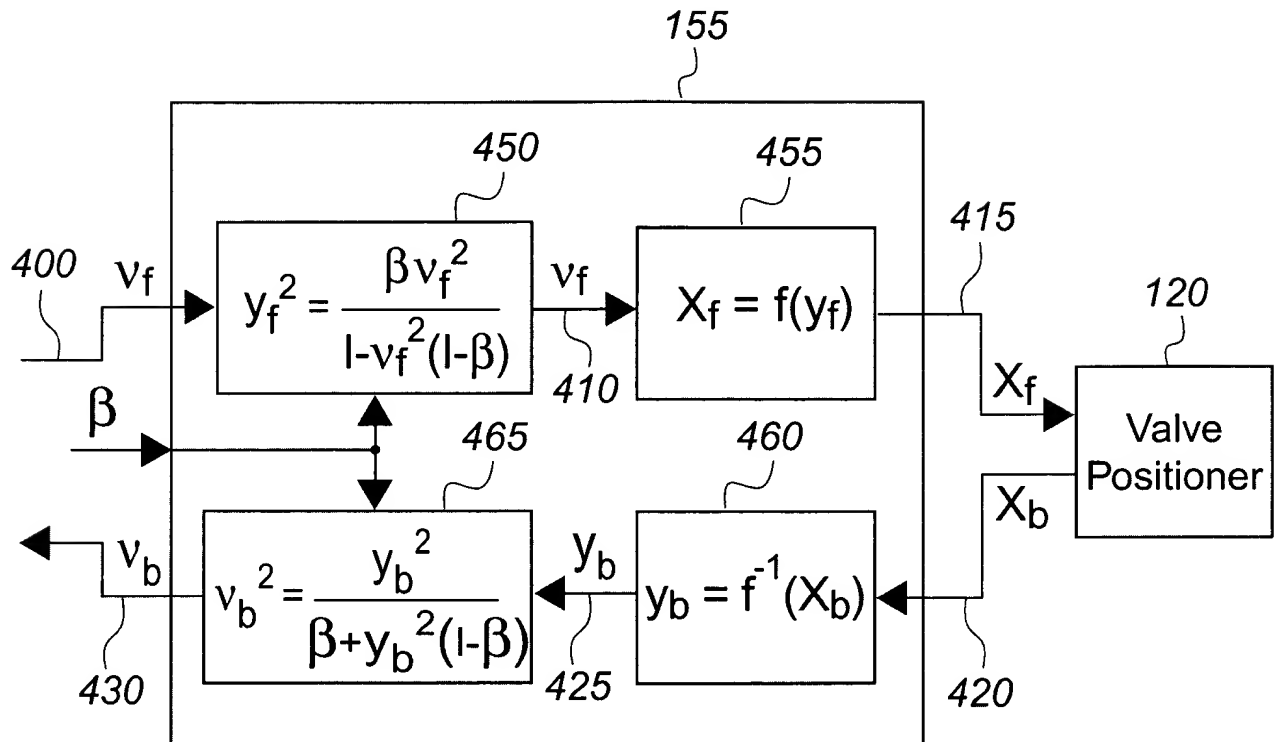 155
450
455
415
400
νf
yf² = βνf² / l-νf²(l-β)
νf
410
Xf = f(yf)
120
Xf
Valve
Positioner
β
465
460
Xb
νb
νb² = yb² / β+yb²(l-β)
yb
yb = f⁻¹(Xb)
430
425
420